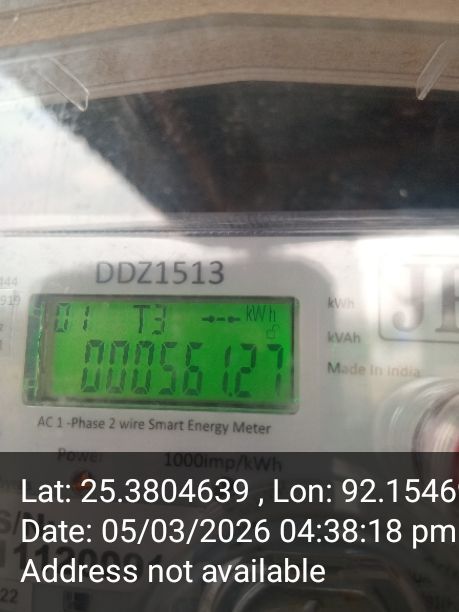 DDZ1513
01 T3 kWh
000561.27
kWh
kVAh
Made In India
AC 1 -Phase 2 wire Smart Energy Meter
Power 1000imp/kWh
Lat: 25.3804639 , Lon: 92.1546
Date: 05/03/2026 04:38:18 pm
Address not available
22